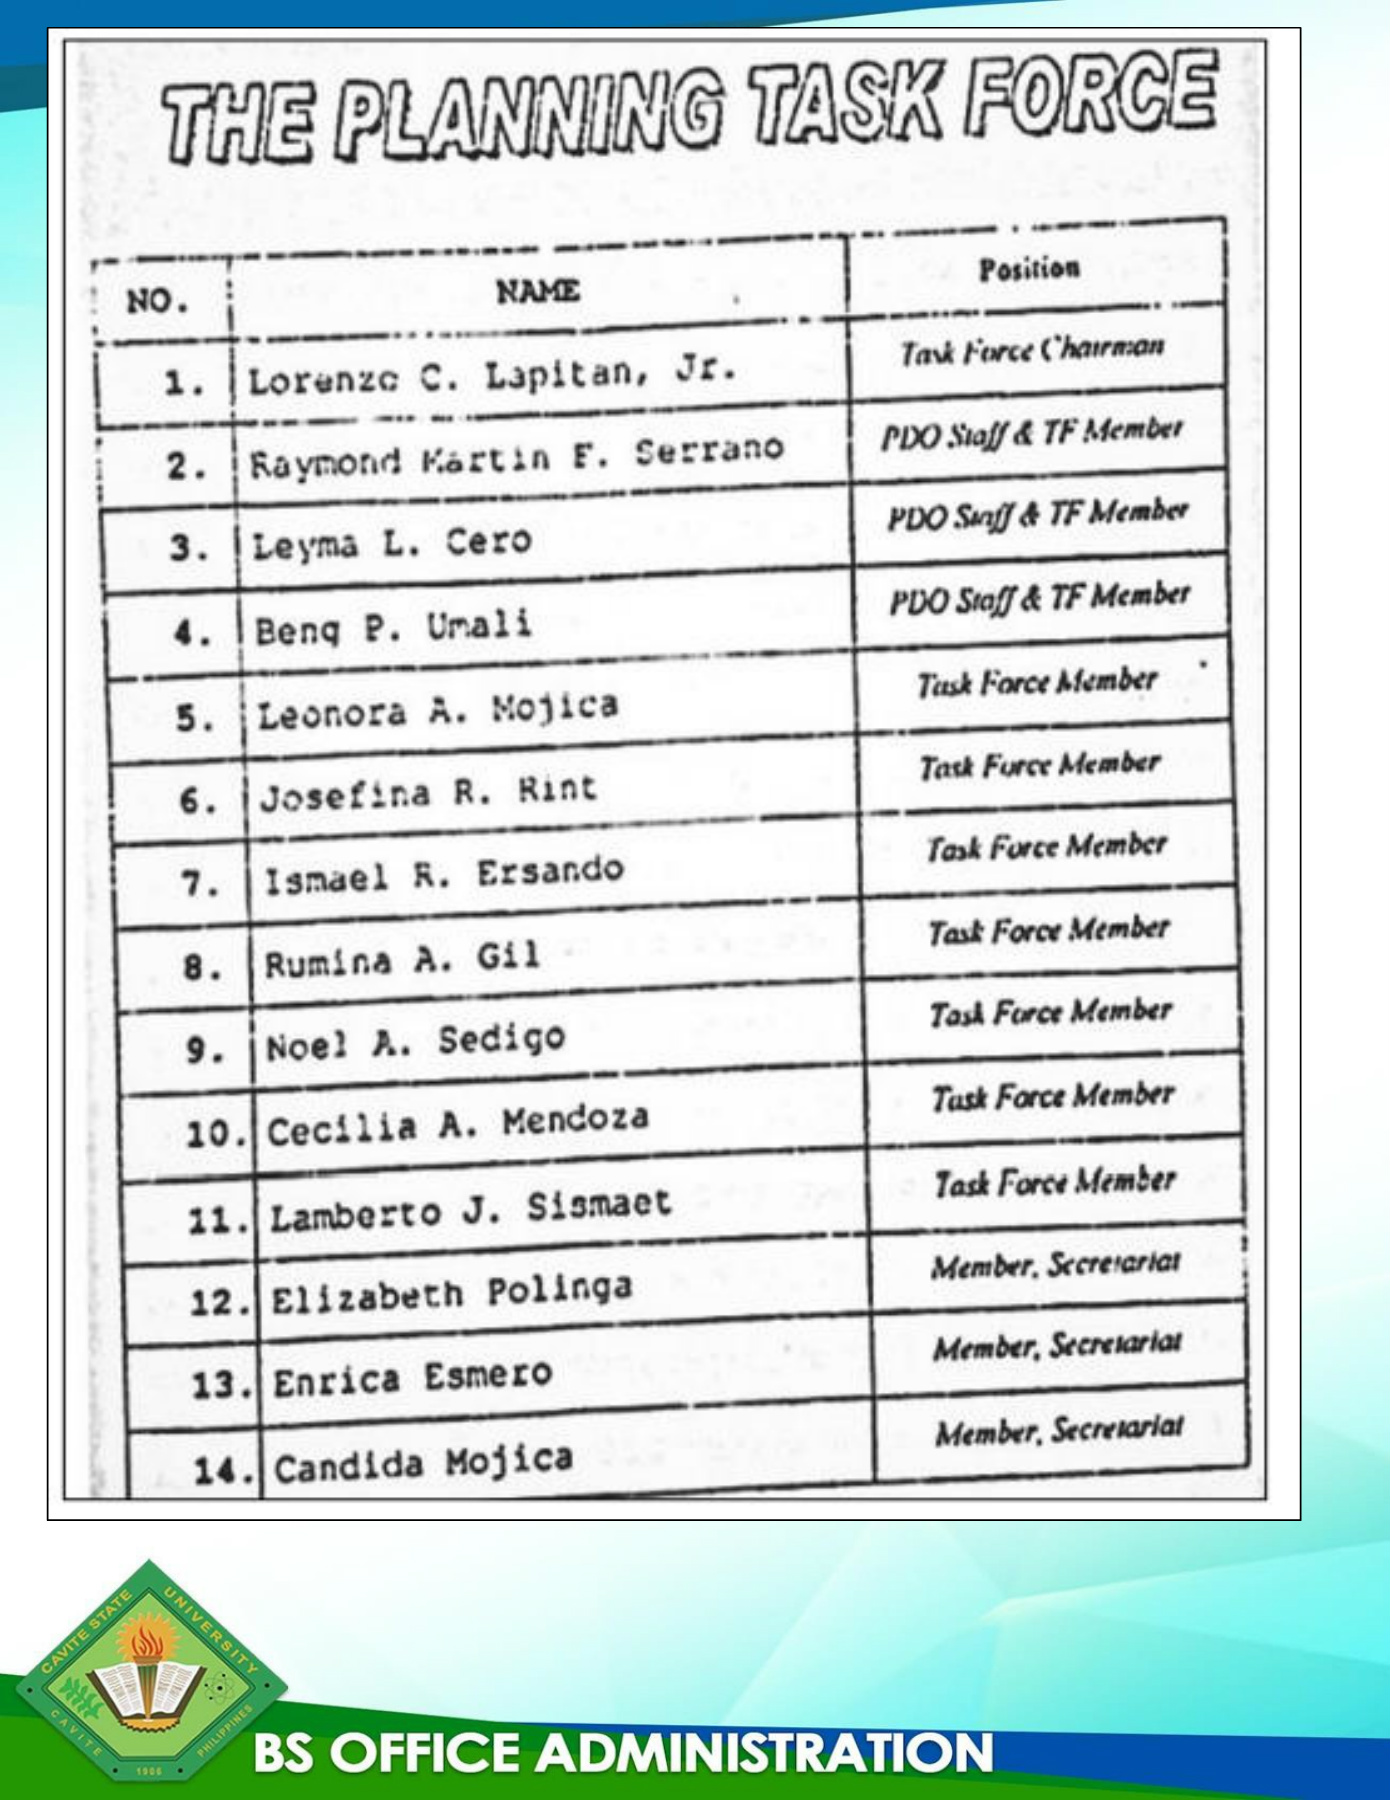 THE PLANNING TASK FORCE
NO. NAME Position
1. Lorenzo C. Lapitan, Jr. Task Force Chairman
2. Raymond Martin F. Serrano PDO Staff & TF Member
3. Leyma L. Cero PDO Staff & TF Member
4. Benq P. Umali PDO Staff & TF Member
5. Leonora A. Mojica Task Force Member
6. Josefina R. Rint Task Force Member
7. Ismael R. Ersando Task Force Member
8. Rumina A. Gil Task Force Member
9. Noel A. Sedigo Task Force Member
10. Cecilia A. Mendoza Task Force Member
11. Lamberto J. Sismaet Task Force Member
12. Elizabeth Polinga Member, Secretariat
13. Enrica Esmero Member, Secretariat
14. Candida Mojica Member, Secretariat
CAVITE STATE UNIVERSITY
CAVITE PHILIPPINES
1906
BS OFFICE ADMINISTRATION